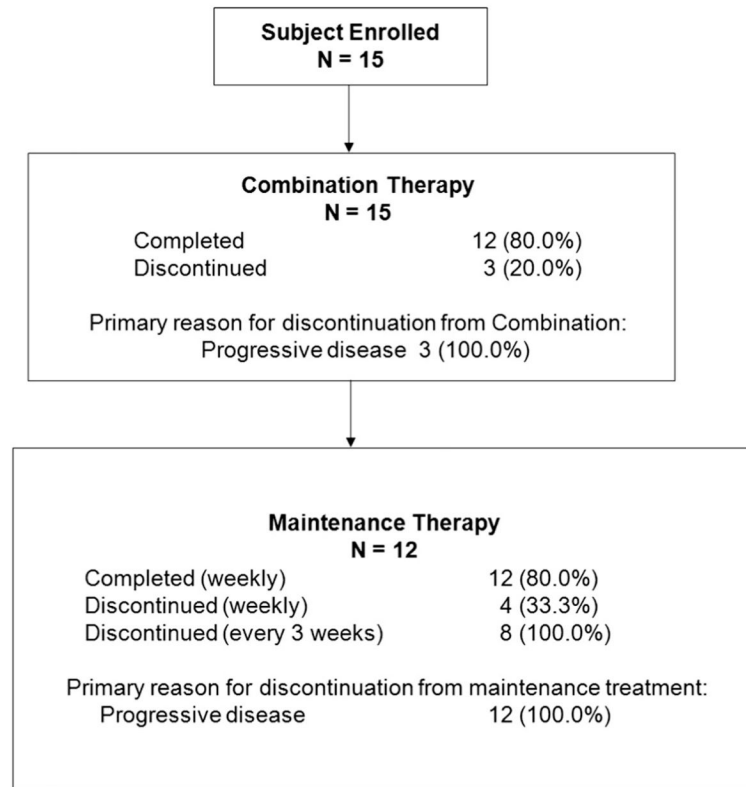 Subject Enrolled
N = 15
Combination Therapy
N = 15
Completed 12 (80.0%)
Discontinued 3 (20.0%)
Primary reason for discontinuation from Combination:
Progressive disease 3 (100.0%)
Maintenance Therapy
N = 12
Completed (weekly) 12 (80.0%)
Discontinued (weekly) 4 (33.3%)
Discontinued (every 3 weeks) 8 (100.0%)
Primary reason for discontinuation from maintenance treatment:
Progressive disease 12 (100.0%)